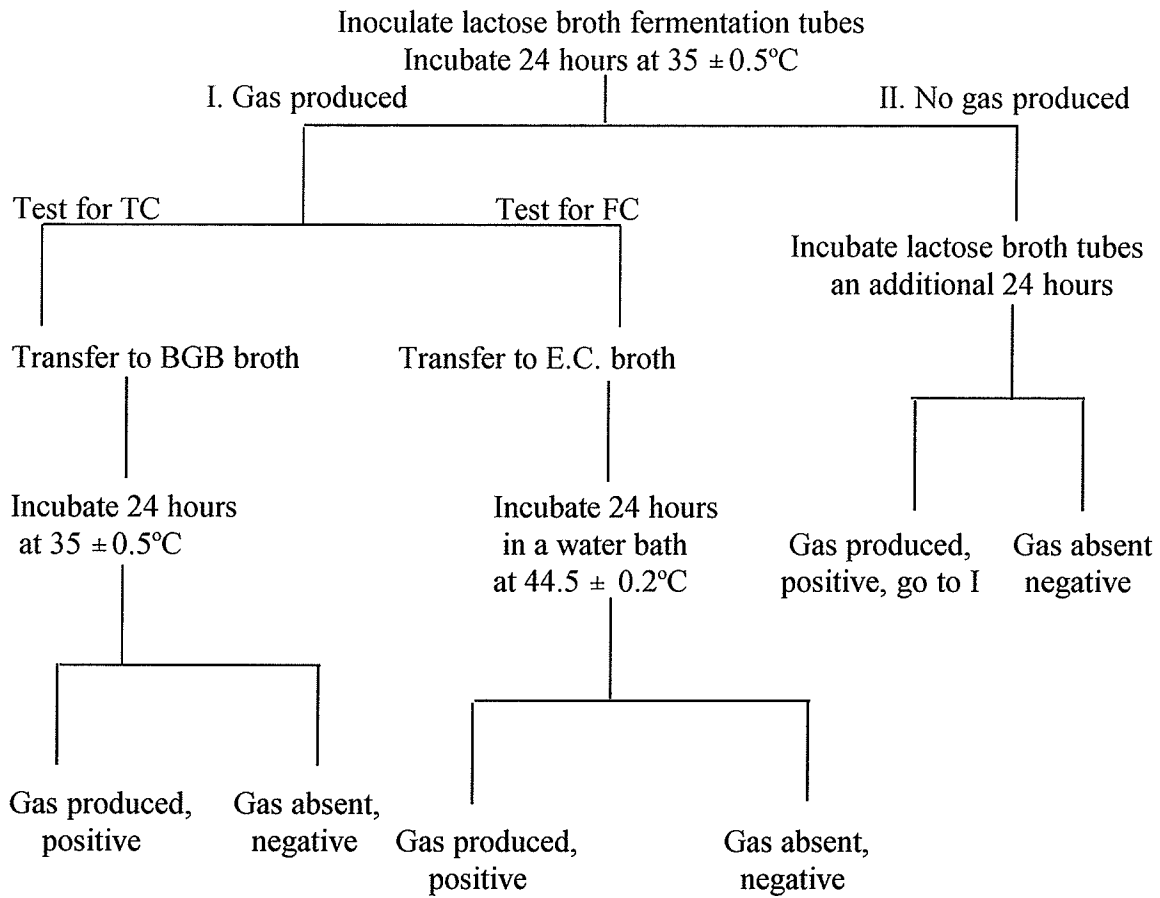 Inoculate lactose broth fermentation tubes
Incubate 24 hours at 35 ± 0.5ºC
I. Gas produced
II. No gas produced
Test for TC
Test for FC
Incubate lactose broth tubes
an additional 24 hours
Transfer to BGB broth
Transfer to E.C. broth
Incubate 24 hours
at 35 ± 0.5ºC
Incubate 24 hours
in a water bath
at 44.5 ± 0.2ºC
Gas produced,
positive, go to I
Gas absent
negative
Gas produced,
positive
Gas absent,
negative
Gas produced,
positive
Gas absent,
negative